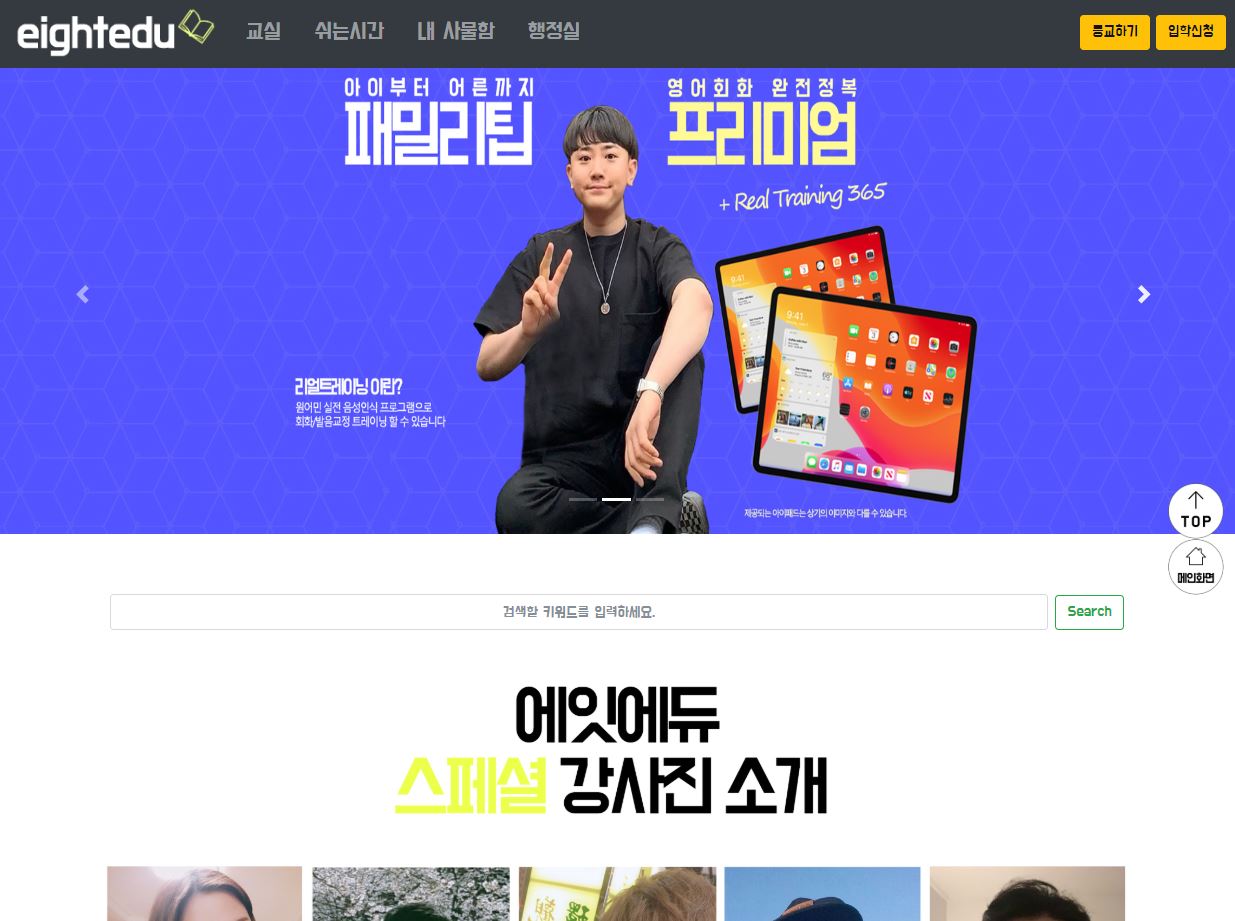 eightedu
교실
쉬는시간
내 사물함
행정실
등교하기
입학신청
아이부터 어른까지
패밀리팁
영어회화 완전정복
프리미엄
+ Real Training 365
9:41
9:41
리얼트레이닝 이란?
원어민 실전 음성인식 프로그램으로
회화/발음교정 트레이닝 할 수 있습니다
제공되는 아이패드는 상기의 이미지와 다를 수 있습니다.
TOP
메인화면
검색할 키워드를 입력하세요.
Search
에잇에듀
스페셜 강사진 소개